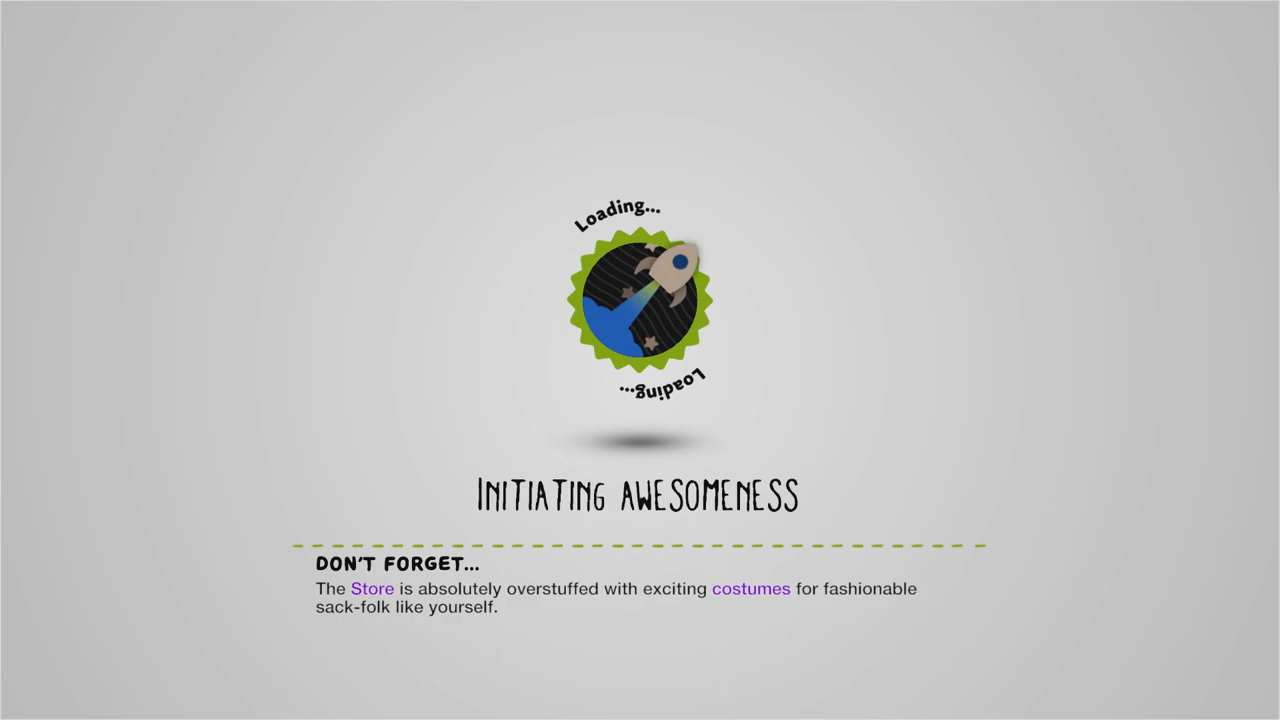 Loading...
Loading...
INITIATING AWESOMENESS
DON'T FORGET...
The Store is absolutely overstuffed with exciting costumes for fashionable
sack-folk like yourself.